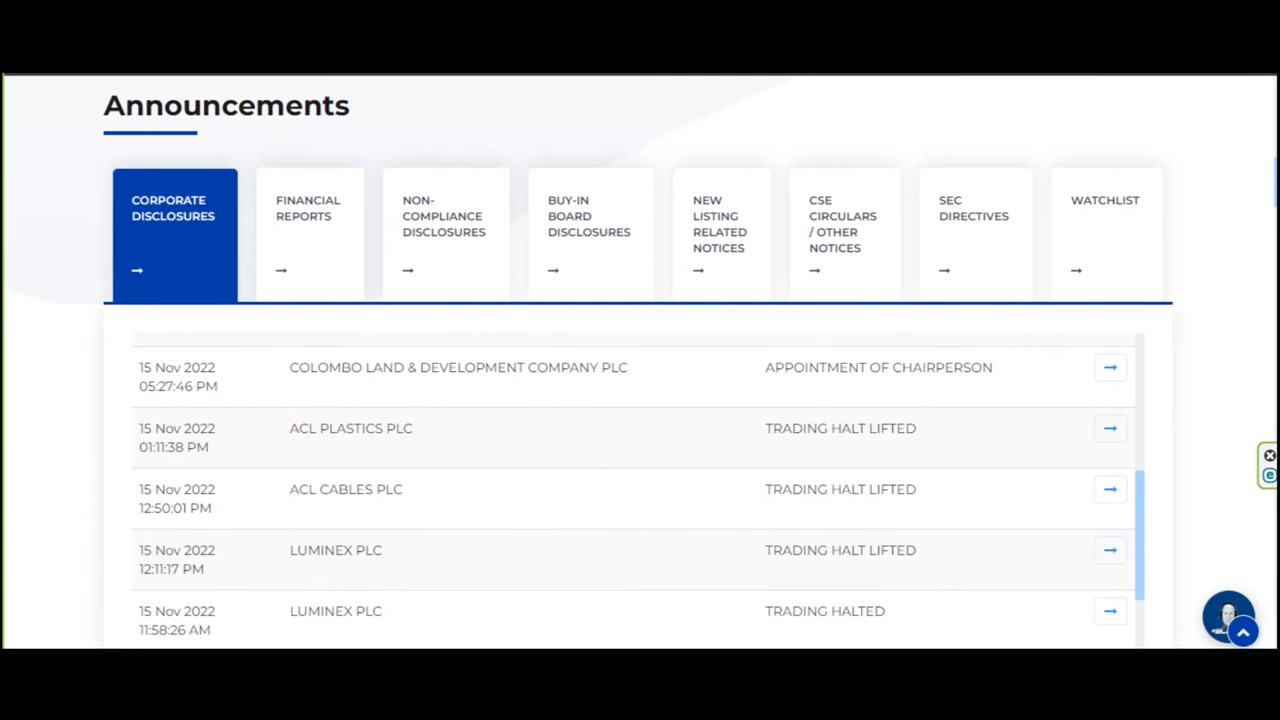 Announcements
CORPORATE
DISCLOSURES
FINANCIAL
REPORTS
NON-
COMPLIANCE
DISCLOSURES
BUY-IN
BOARD
DISCLOSURES
NEW
LISTING
RELATED
NOTICES
CSE
CIRCULARS
/ OTHER
NOTICES
SEC
DIRECTIVES
WATCHLIST
15 Nov 2022
05:27:46 PM
COLOMBO LAND & DEVELOPMENT COMPANY PLC
APPOINTMENT OF CHAIRPERSON
15 Nov 2022
01:11:38 PM
ACL PLASTICS PLC
TRADING HALT LIFTED
15 Nov 2022
12:50:01 PM
ACL CABLES PLC
TRADING HALT LIFTED
15 Nov 2022
12:11:17 PM
LUMINEX PLC
TRADING HALT LIFTED
15 Nov 2022
11:58:26 AM
LUMINEX PLC
TRADING HALTED